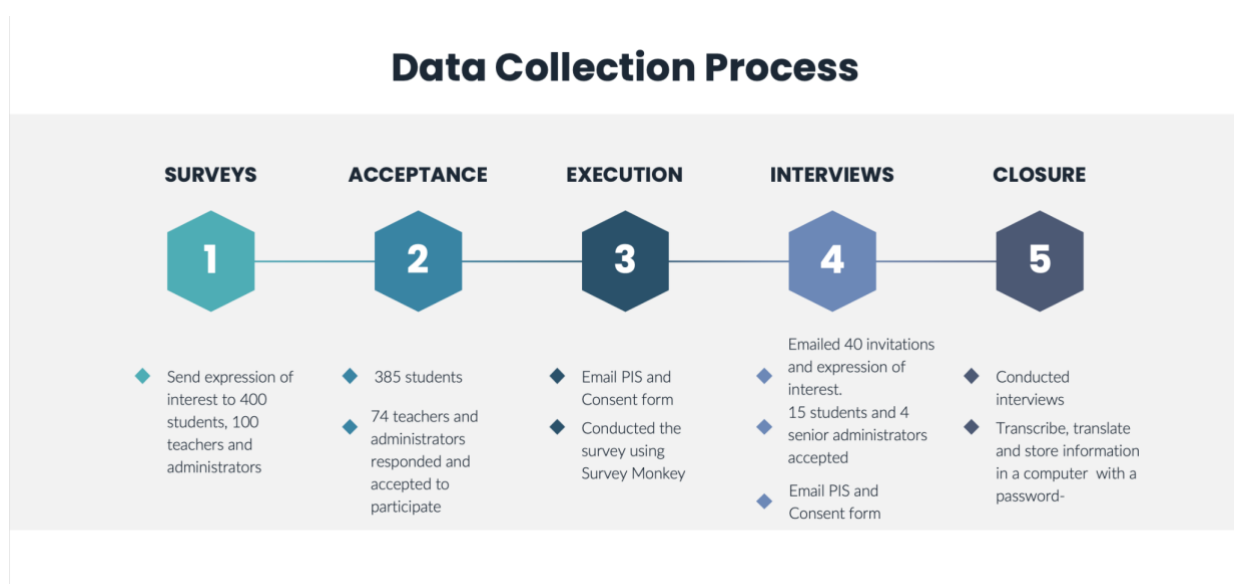 Data Collection Process
SURVEYS
ACCEPTANCE
EXECUTION
INTERVIEWS
CLOSURE
1
2
3
4
5
Send expression of
interest to 400
students, 100
teachers and
administrators
385 students
74 teachers and
administrators
responded and
accepted to
participate
Email PIS and
Consent form
Conducted the
survey using
Survey Monkey
Emailed 40 invitations
and expression of
interest.
15 students and 4
senior administrators
accepted
Email PIS and
Consent form
Conducted
interviews
Transcribe, translate
and store information
in a computer  with a
password-